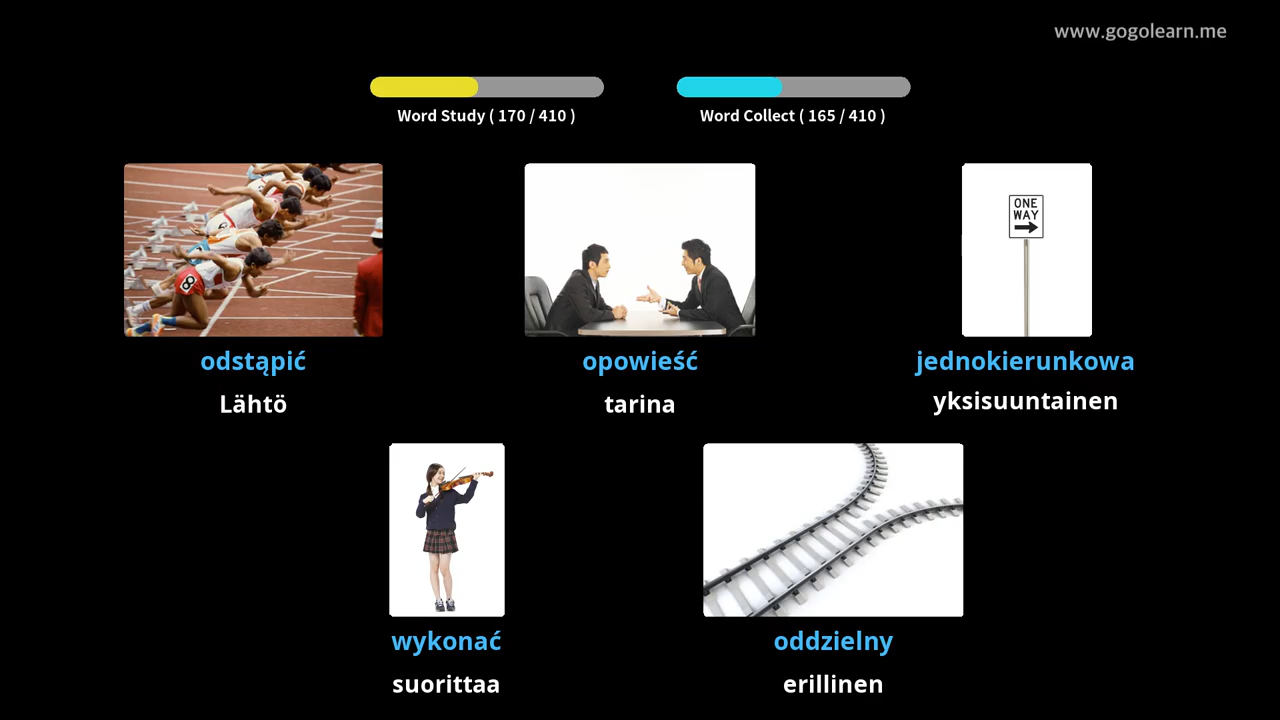 www.gogolearn.me
Word Study ( 170 / 410 )
Word Collect ( 165 / 410 )
8
ONE
WAY
odstąpić
opowieść
jednokierunkowa
Lähtö
tarina
yksisuuntainen
wykonać
oddzielny
suorittaa
erillinen